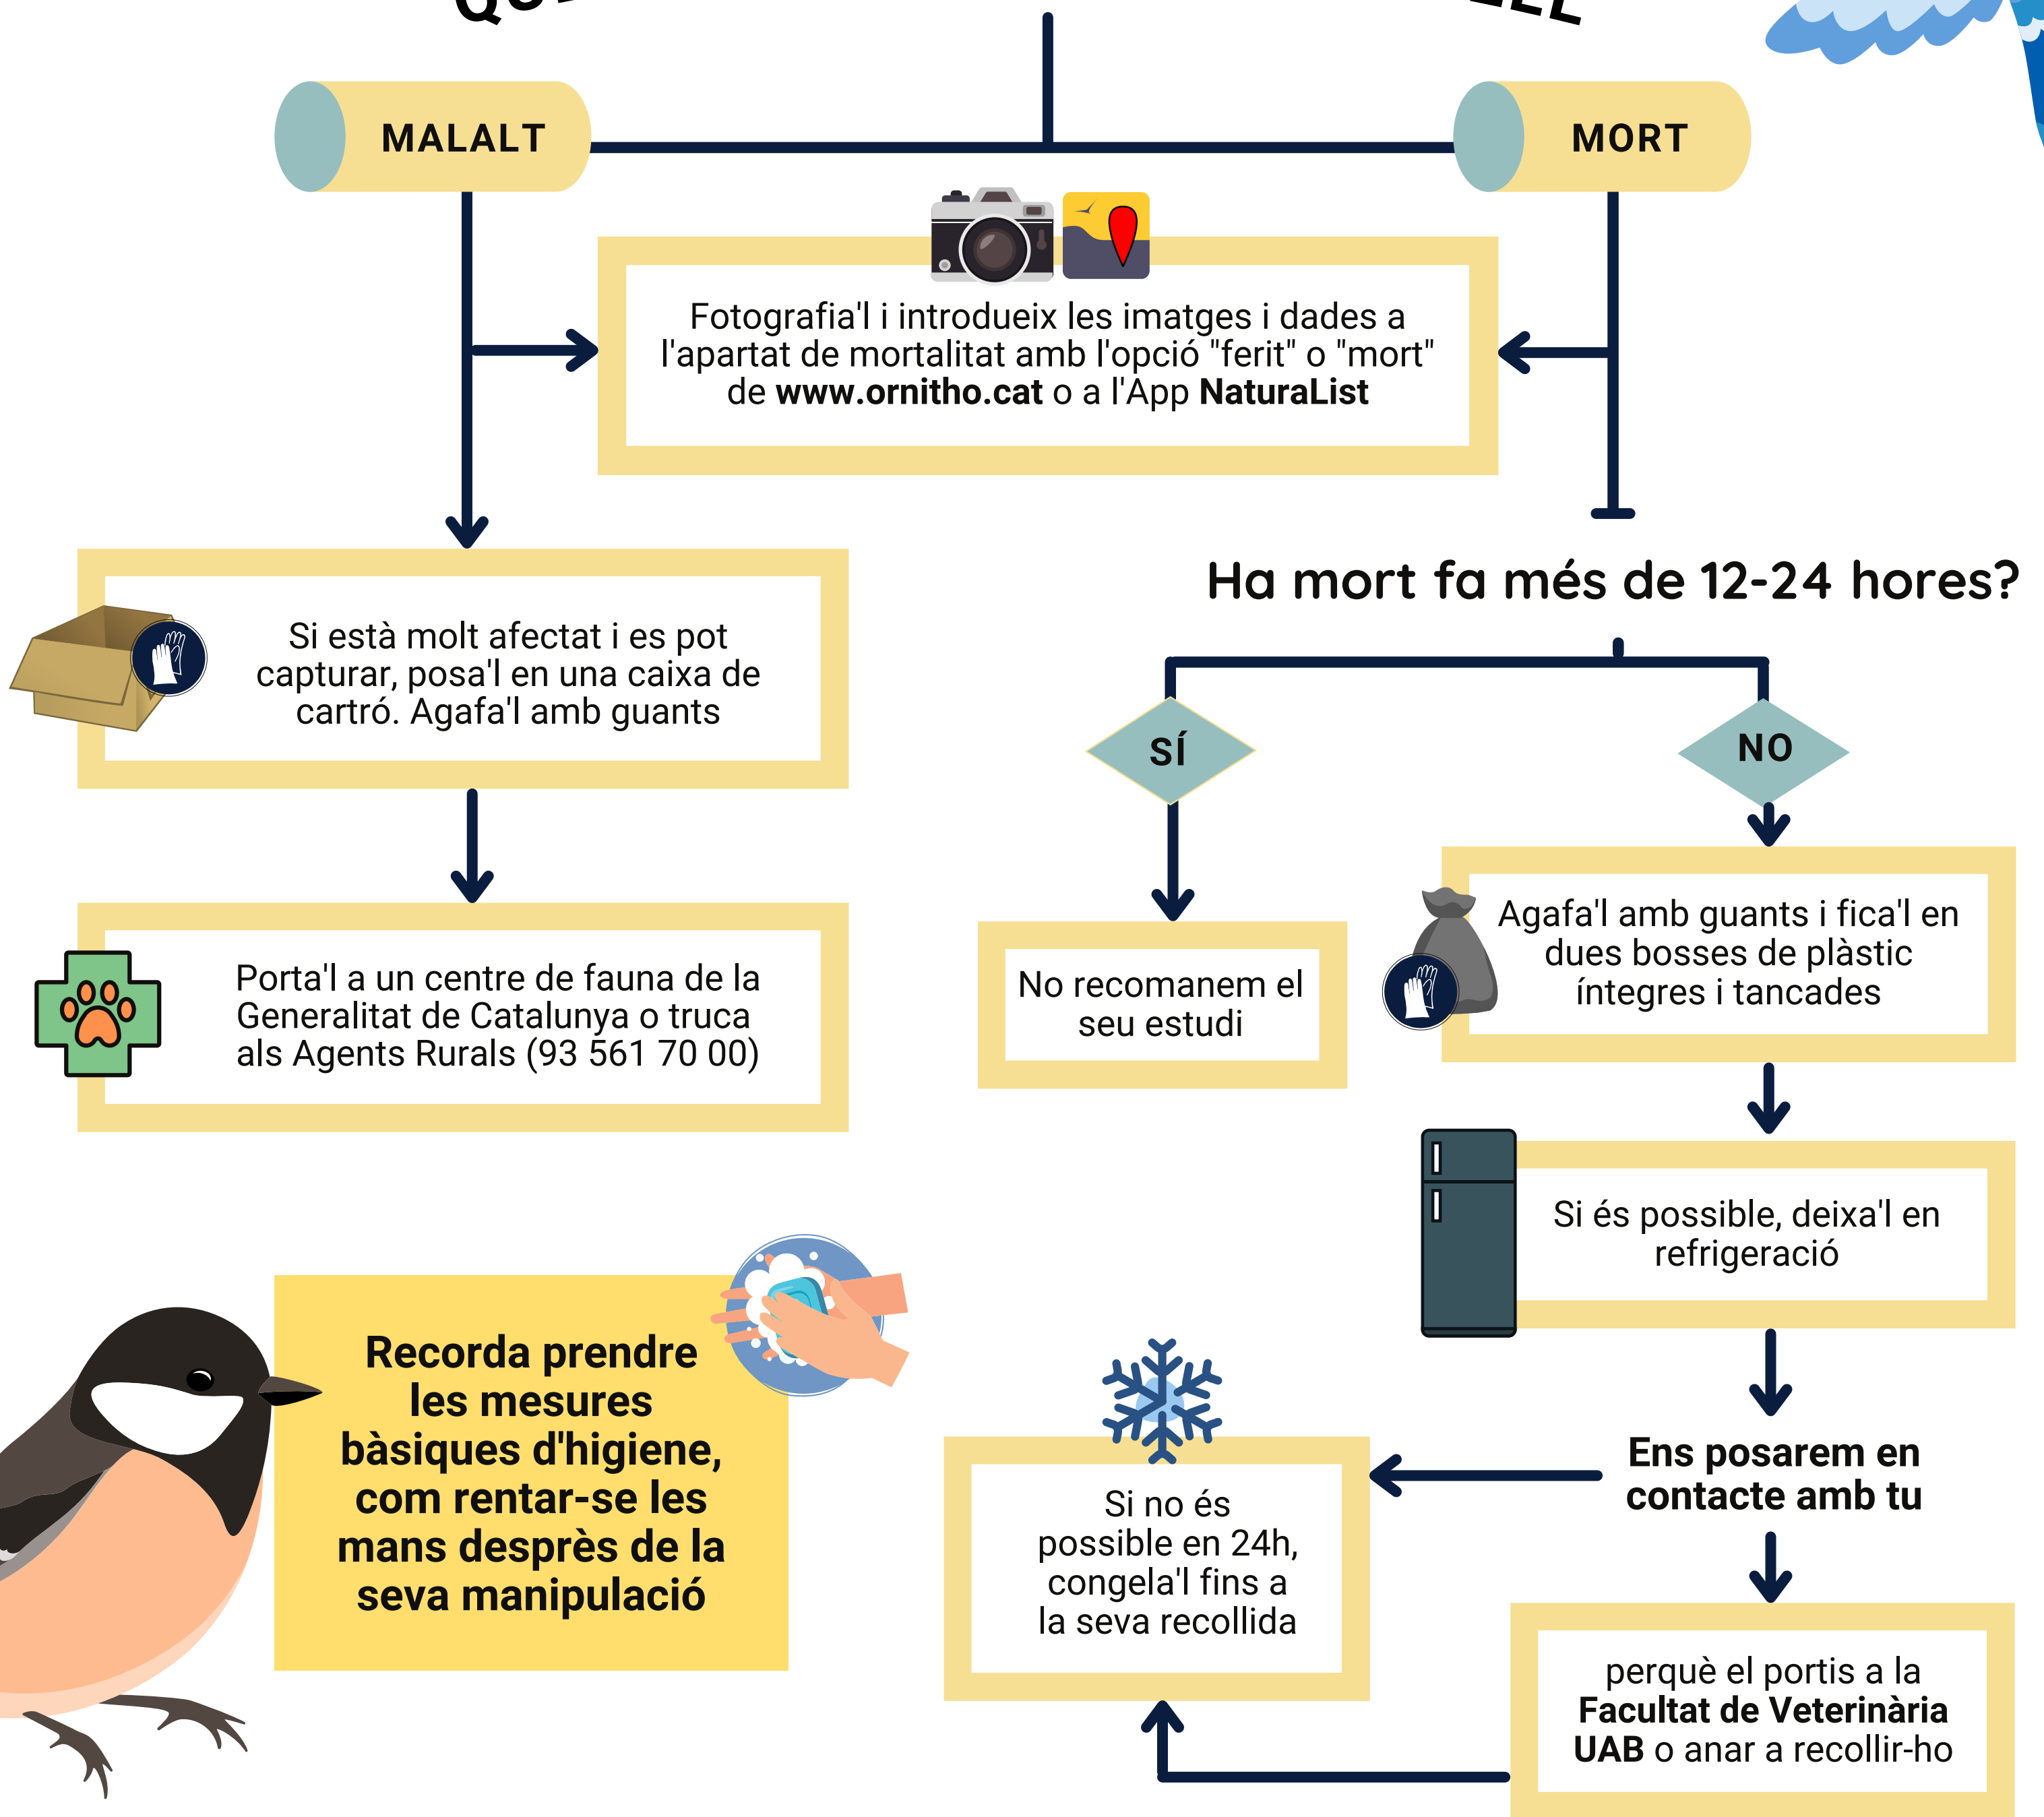 MALALT
MORT
Fotografia'l i introdueix les imatges i dades a
l'apartat de mortalitat amb l'opció "ferit" o "mort"
de www.ornitho.cat o a l'App NaturaList
Si està molt afectat i es pot
capturar, posa'l en una caixa de
cartró. Agafa'l amb guants
Porta'l a un centre de fauna de la
Generalitat de Catalunya o truca
als Agents Rurals (93 561 70 00)
Ha mort fa més de 12-24 hores?
SÍ
NO
No recomanem el
seu estudi
Agafa'l amb guants i fica'l en
dues bosses de plàstic
íntegres i tancades
Si és possible, deixa'l en
refrigeració
Ens posarem en
contacte amb tu
Si no és
possible en 24h,
congela'l fins a
la seva recollida
perquè el portis a la
Facultat de Veterinària
UAB o anar a recollir-ho
Recorda prendre
les mesures
bàsiques d'higiene,
com rentar-se les
mans desprès de la
seva manipulació